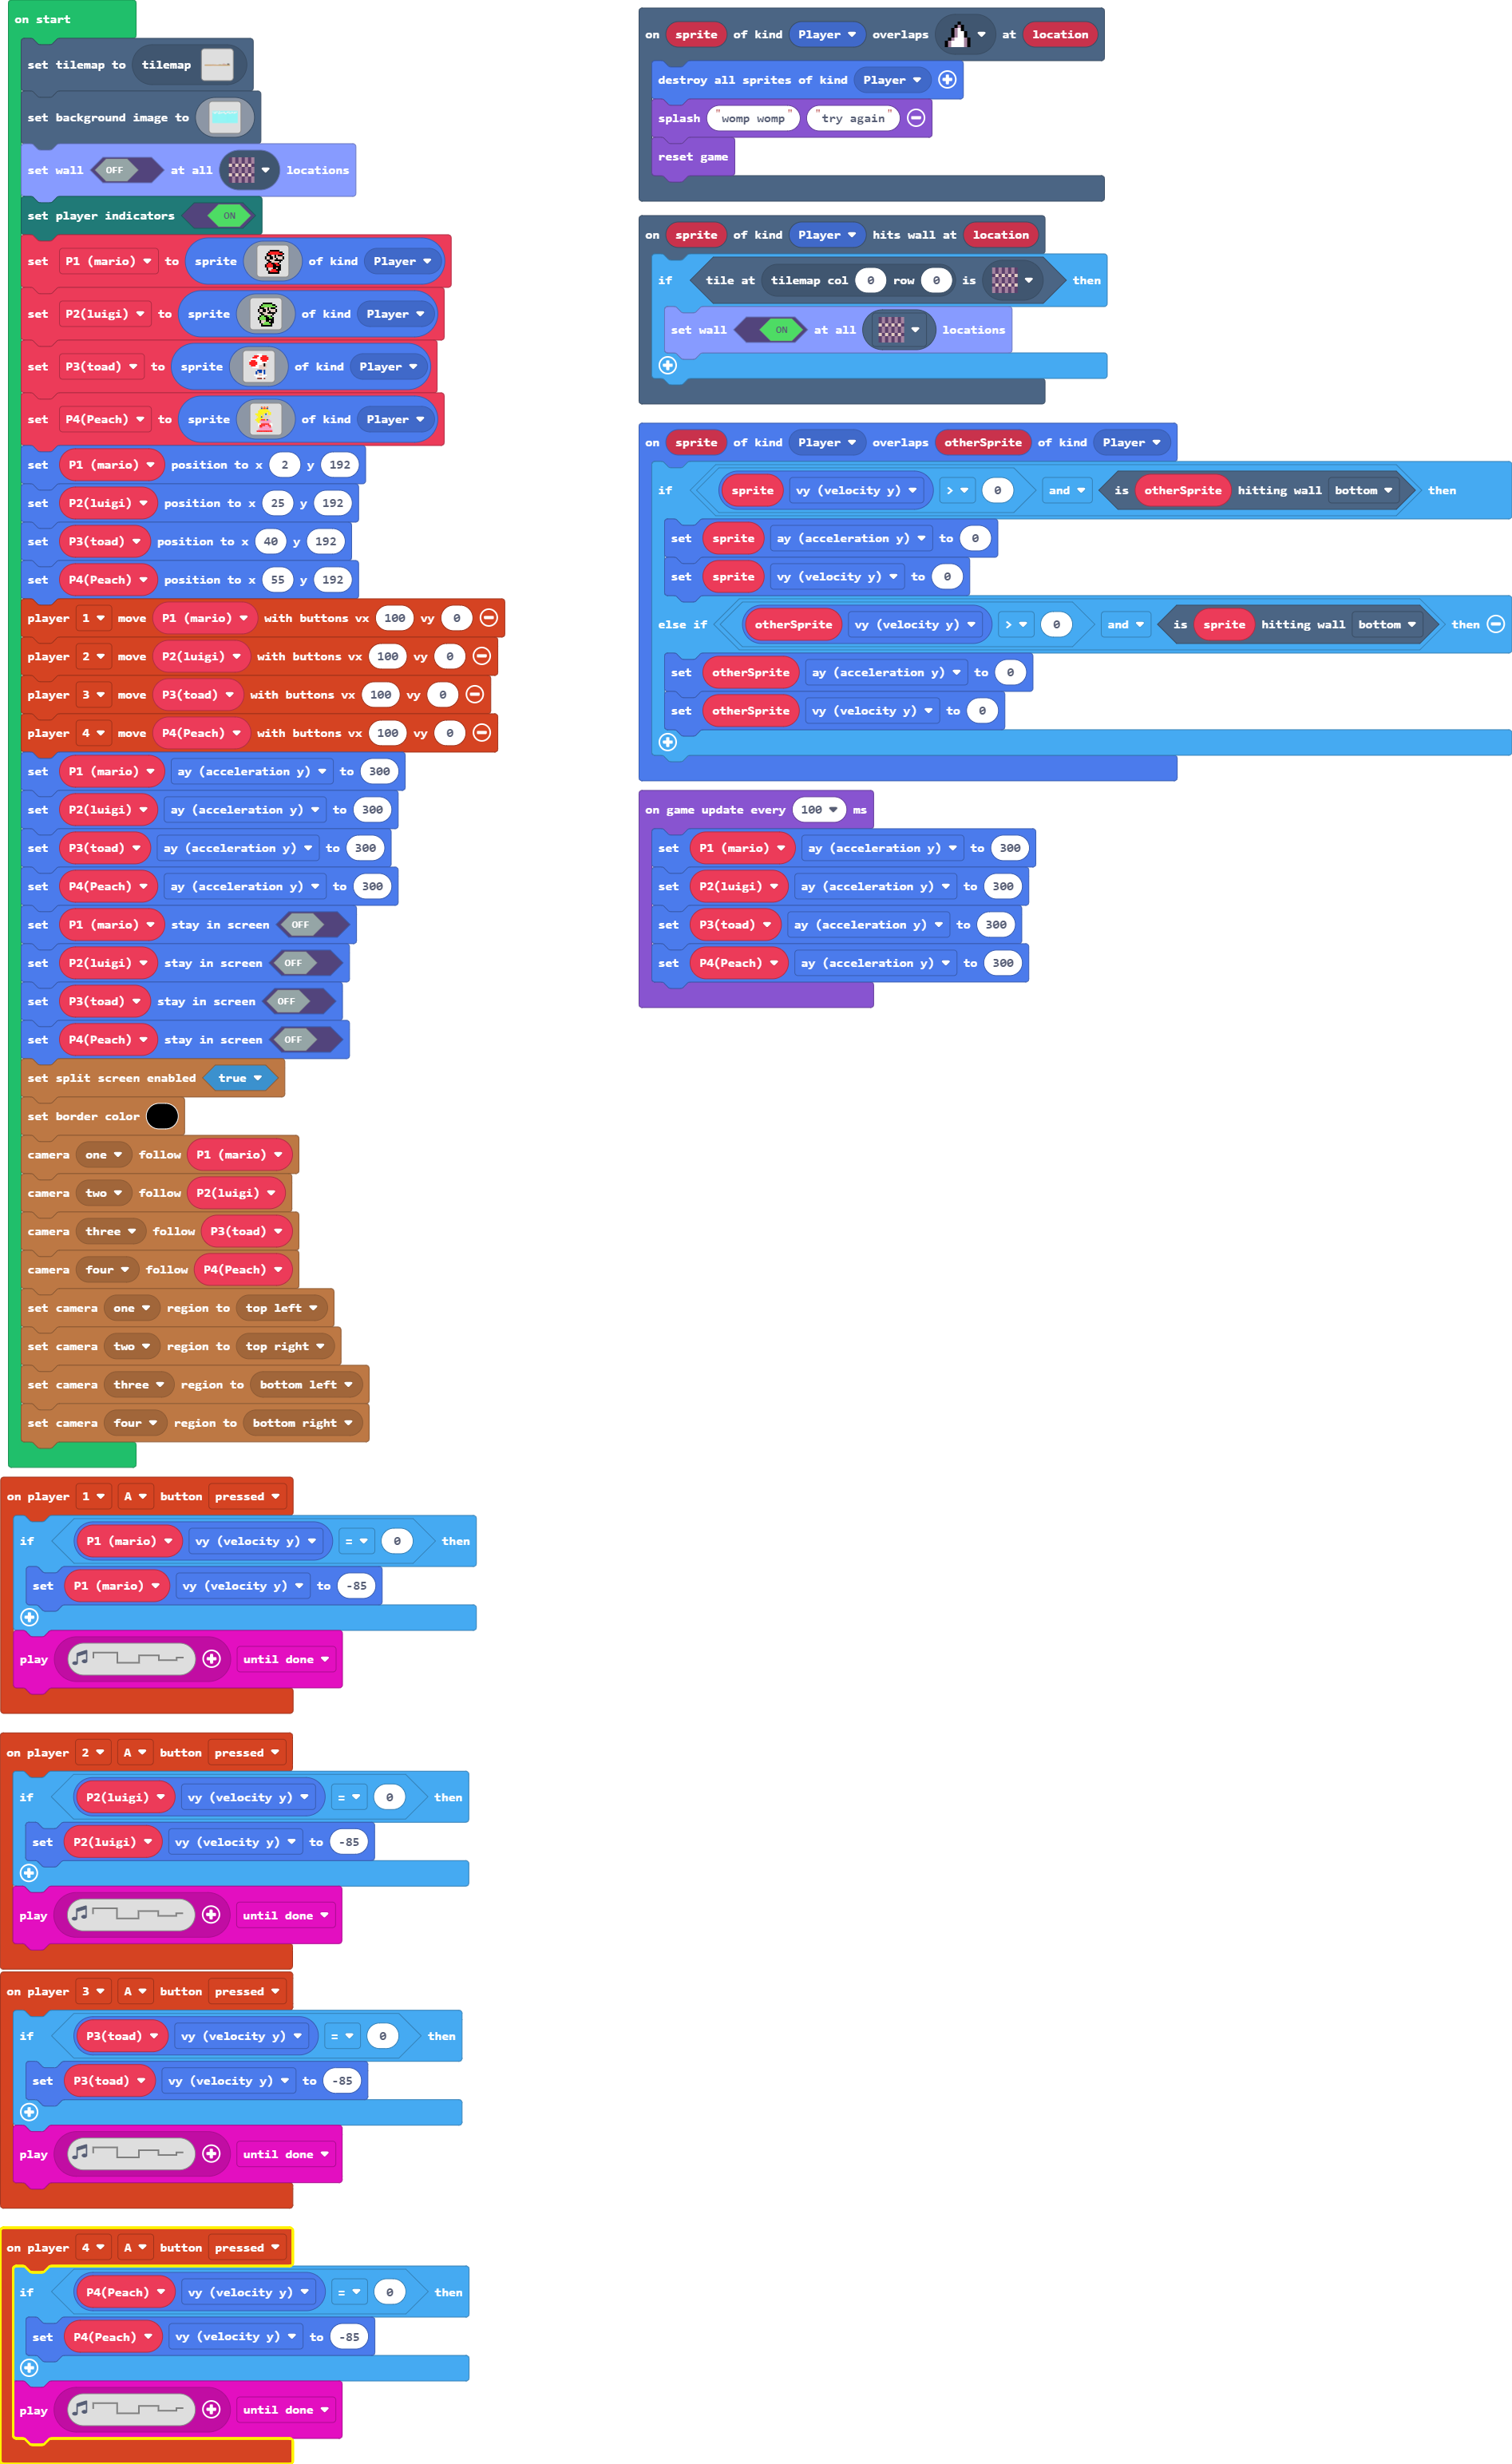 on start
set tilemap to tilemap
set background image to
set wall OFF at all locations
set player indicators ON
set P1 (mario) to sprite of kind Player
set P2(luigi) to sprite of kind Player
set P3(toad) to sprite of kind Player
set P4(Peach) to sprite of kind Player
set P1 (mario) position to x 2 y 192
set P2(luigi) position to x 25 y 192
set P3(toad) position to x 40 y 192
set P4(Peach) position to x 55 y 192
player 1 move P1 (mario) with buttons vx 100 vy 0
player 2 move P2(luigi) with buttons vx 100 vy 0
player 3 move P3(toad) with buttons vx 100 vy 0
player 4 move P4(Peach) with buttons vx 100 vy 0
set P1 (mario) ay (acceleration y) to 300
set P2(luigi) ay (acceleration y) to 300
set P3(toad) ay (acceleration y) to 300
set P4(Peach) ay (acceleration y) to 300
set P1 (mario) stay in screen OFF
set P2(luigi) stay in screen OFF
set P3(toad) stay in screen OFF
set P4(Peach) stay in screen OFF
set split screen enabled true
set border color
camera one follow P1 (mario)
camera two follow P2(luigi)
camera three follow P3(toad)
camera four follow P4(Peach)
set camera one region to top left
set camera two region to top right
set camera three region to bottom left
set camera four region to bottom right
on player 1 A button pressed
if P1 (mario) vy (velocity y) = 0 then
set P1 (mario) vy (velocity y) to -85
play until done
on player 2 A button pressed
if P2(luigi) vy (velocity y) = 0 then
set P2(luigi) vy (velocity y) to -85
play until done
on player 3 A button pressed
if P3(toad) vy (velocity y) = 0 then
set P3(toad) vy (velocity y) to -85
play until done
on player 4 A button pressed
if P4(Peach) vy (velocity y) = 0 then
set P4(Peach) vy (velocity y) to -85
play until done
on sprite of kind Player overlaps at location
destroy all sprites of kind Player
splash "womp womp" "try again"
reset game
on sprite of kind Player hits wall at location
if tile at tilemap col 0 row 0 is then
set wall ON at all locations
on sprite of kind Player overlaps otherSprite of kind Player
if sprite vy (velocity y) > 0 and is otherSprite hitting wall bottom then
set sprite ay (acceleration y) to 0
set sprite vy (velocity y) to 0
else if otherSprite vy (velocity y) > 0 and is sprite hitting wall bottom then
set otherSprite ay (acceleration y) to 0
set otherSprite vy (velocity y) to 0
on game update every 100 ms
set P1 (mario) ay (acceleration y) to 300
set P2(luigi) ay (acceleration y) to 300
set P3(toad) ay (acceleration y) to 300
set P4(Peach) ay (acceleration y) to 300